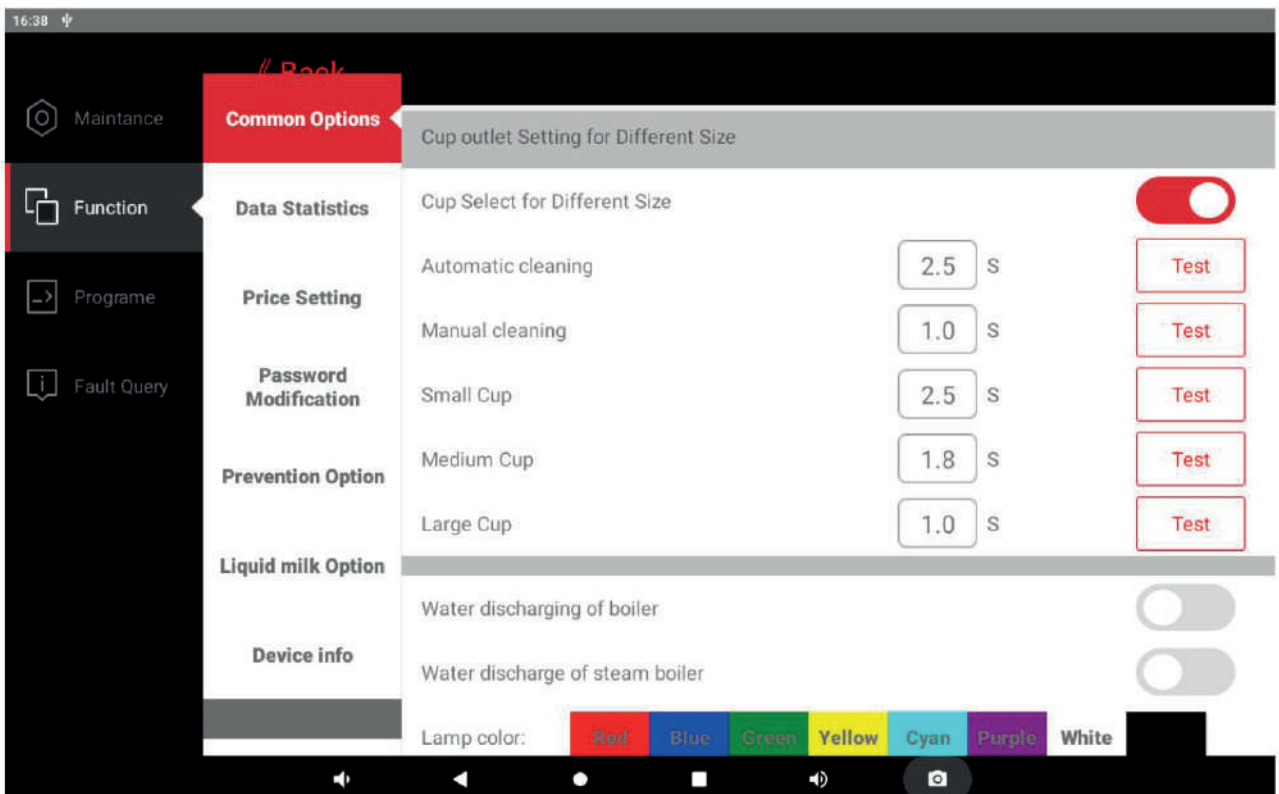 16:38
Back
Maintance
Function
Programe
Fault Query
Common Options
Data Statistics
Price Setting
Password
Modification
Prevention Option
Liquid milk Option
Device info
Cup outlet Setting for Different Size
Cup Select for Different Size
Automatic cleaning 2.5 S Test
Manual cleaning 1.0 S Test
Small Cup 2.5 S Test
Medium Cup 1.8 S Test
Large Cup 1.0 S Test
Water discharging of boiler
Water discharge of steam boiler
Lamp color: Red Blue Green Yellow Cyan Purple White